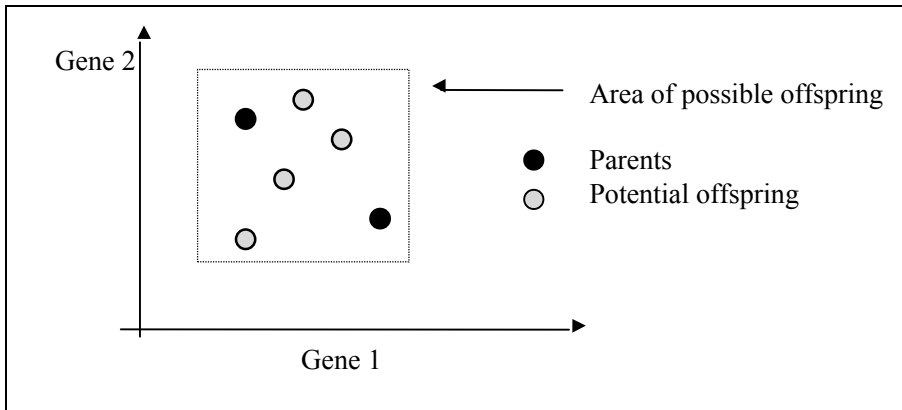 Gene 2
Area of possible offspring
Parents
Potential offspring
Gene 1